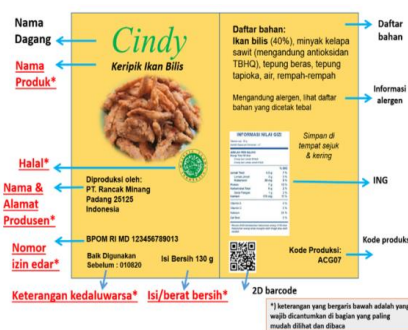 Nama
Dagang
Nama
Produk*
Halal*
Nama &
Alamat
Produsen*
Nomor
izin edar*
Keterangan kedaluwarsa*
Isi/berat bersih*
2D barcode
Cindy
Keripik Ikan Bilis
Diproduksi oleh:
PT. Rancak Minang
Padang 25125
Indonesia
BPOM RI MD 123456789013
Baik Digunakan
Sebelum : 010820
Isi Bersih 130 g
Daftar bahan:
Ikan bilis (40%), minyak kelapa
sawit (mengandung antioksidan
TBHQ), tepung beras, tepung
tapioka, air, rempah-rempah
Mengandung alergen, lihat daftar
bahan yang dicetak tebal
INFORMASI NILAI GIZI
Simpan di
tempat sejuk
& kering
Kode Produksi:
ACG07
Daftar
bahan
Informasi
alergen
ING
Kode produksi
*) keterangan yang bergaris bawah adalah yang
wajib dicantumkan di bagian yang paling
mudah dilihat dan dibaca